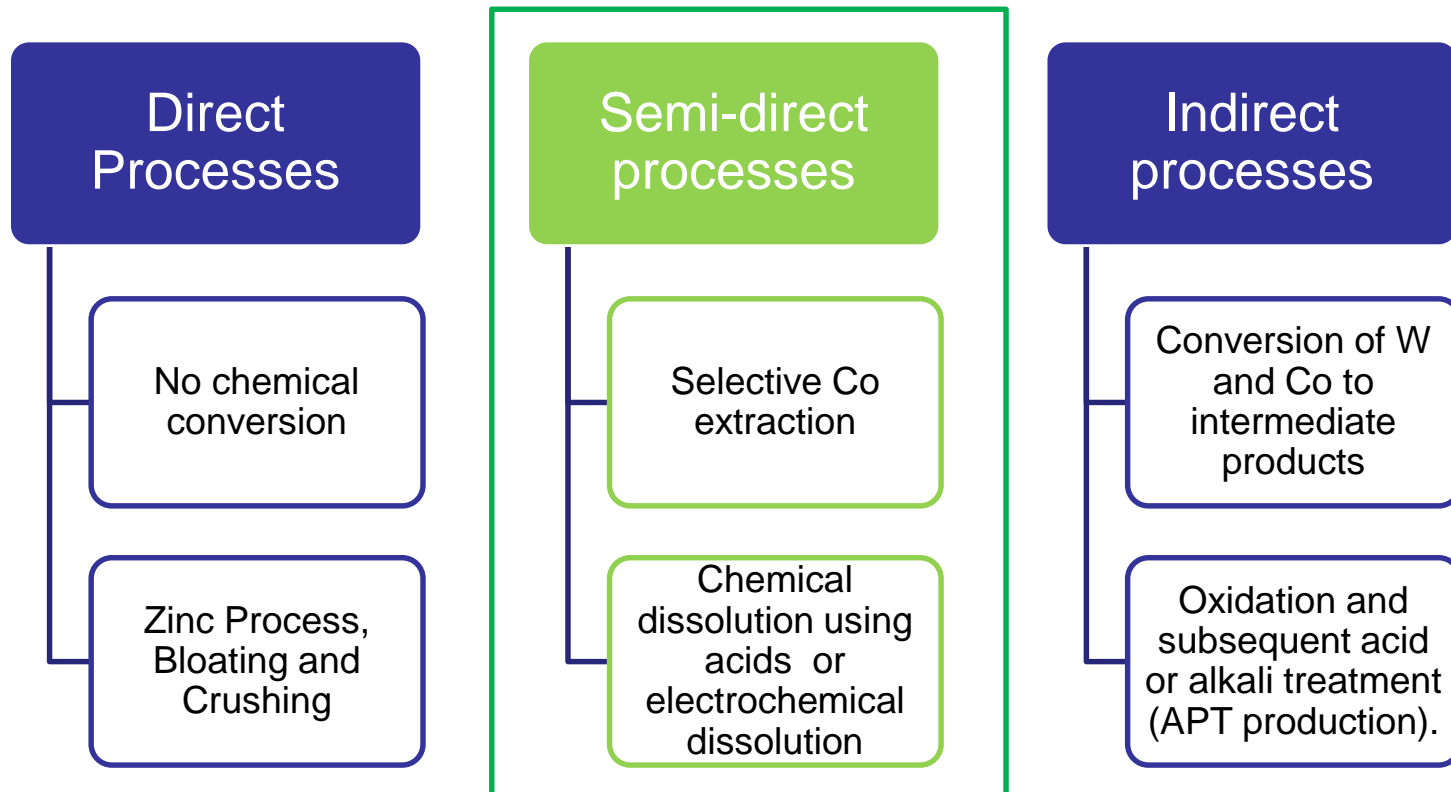 Direct
Processes
No chemical
conversion
Zinc Process,
Bloating and
Crushing
Semi-direct
processes
Selective Co
extraction
Chemical
dissolution using
acids or
electrochemical
dissolution
Indirect
processes
Conversion of W
and Co to
intermediate
products
Oxidation and
subsequent acid
or alkali treatment
(APT production).